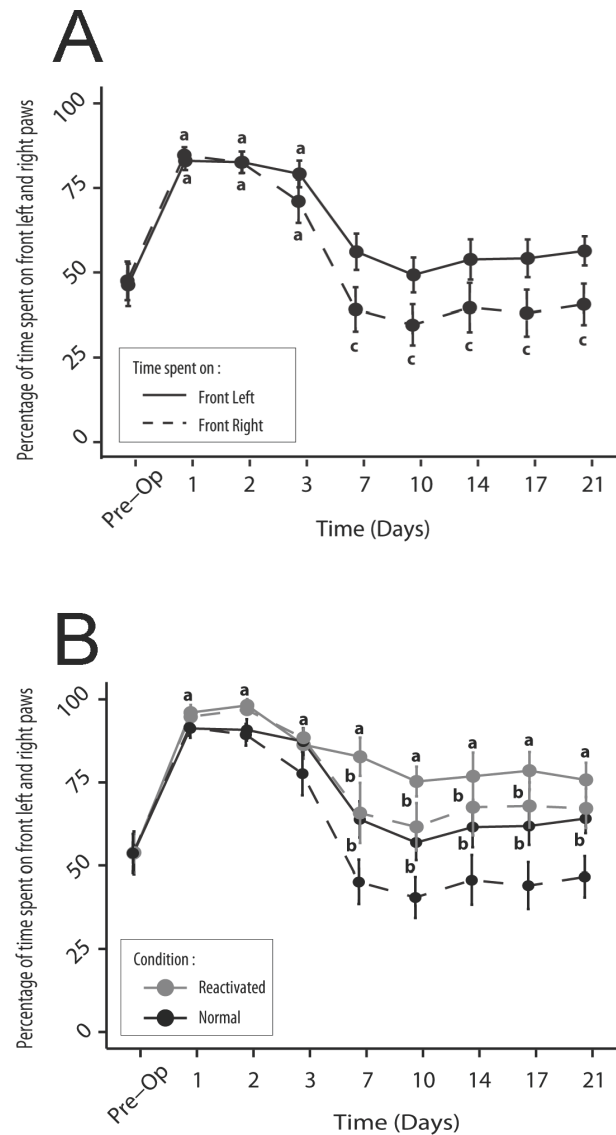 A
Percentage of time spent on front left and right paws
100
75
50
25
0
a a a
a a a
c c c c c
Time spent on :
Front Left
Front Right
Pre–Op 1 2 3 7 10 14 17 21
Time (Days)
B
Percentage of time spent on front left and right paws
100
75
50
25
0
a a a a a a a a
b b b b b
b b b b b
Condition :
Reactivated
Normal
Pre–Op 1 2 3 7 10 14 17 21
Time (Days)